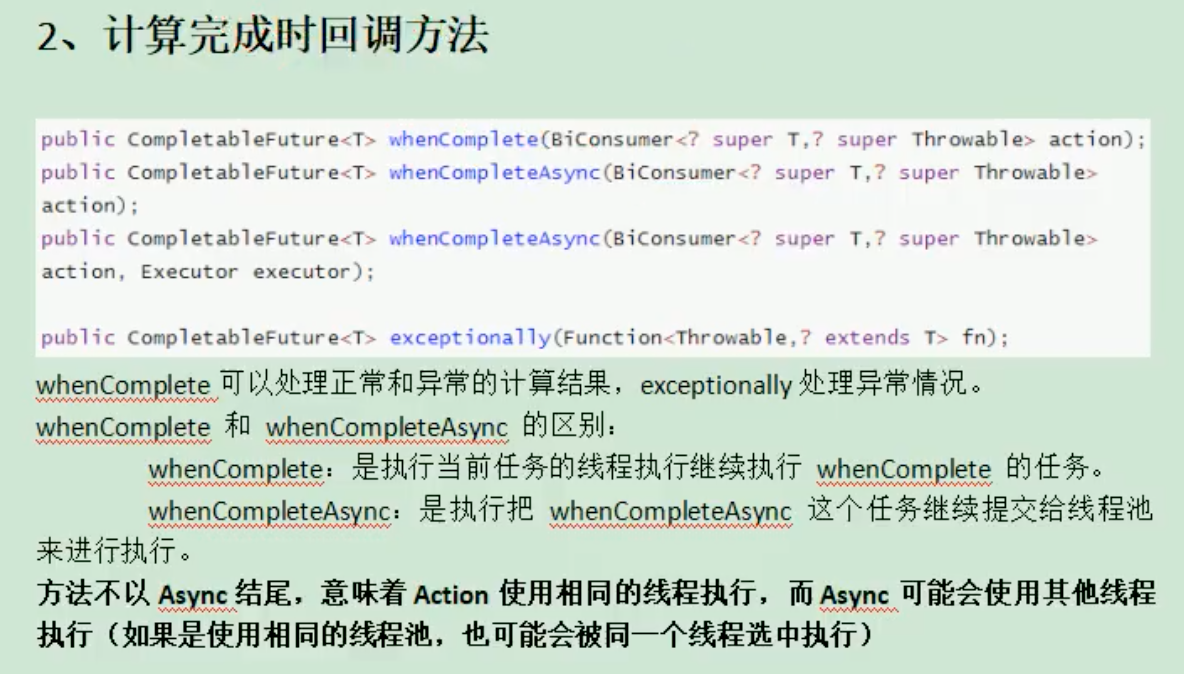 2、计算完成时回调方法
public CompletableFuture<T> whenComplete(BiConsumer<? super T,? super Throwable> action);
public CompletableFuture<T> whenCompleteAsync(BiConsumer<? super T,? super Throwable>
action);
public CompletableFuture<T> whenCompleteAsync(BiConsumer<? super T,? super Throwable>
action, Executor executor);
public CompletableFuture<T> exceptionally(Function<Throwable,? extends T> fn);
whenComplete 可以处理正常和异常的计算结果，exceptionally 处理异常情况。
whenComplete 和 whenCompleteAsync 的区别：
whenComplete：是执行当前任务的线程执行继续执行 whenComplete 的任务。
whenCompleteAsync：是执行把 whenCompleteAsync 这个任务继续提交给线程池
来进行执行。
方法不以 Async 结尾，意味着 Action 使用相同的线程执行，而 Async 可能会使用其他线程
执行（如果是使用相同的线程池，也可能会被同一个线程选中执行）